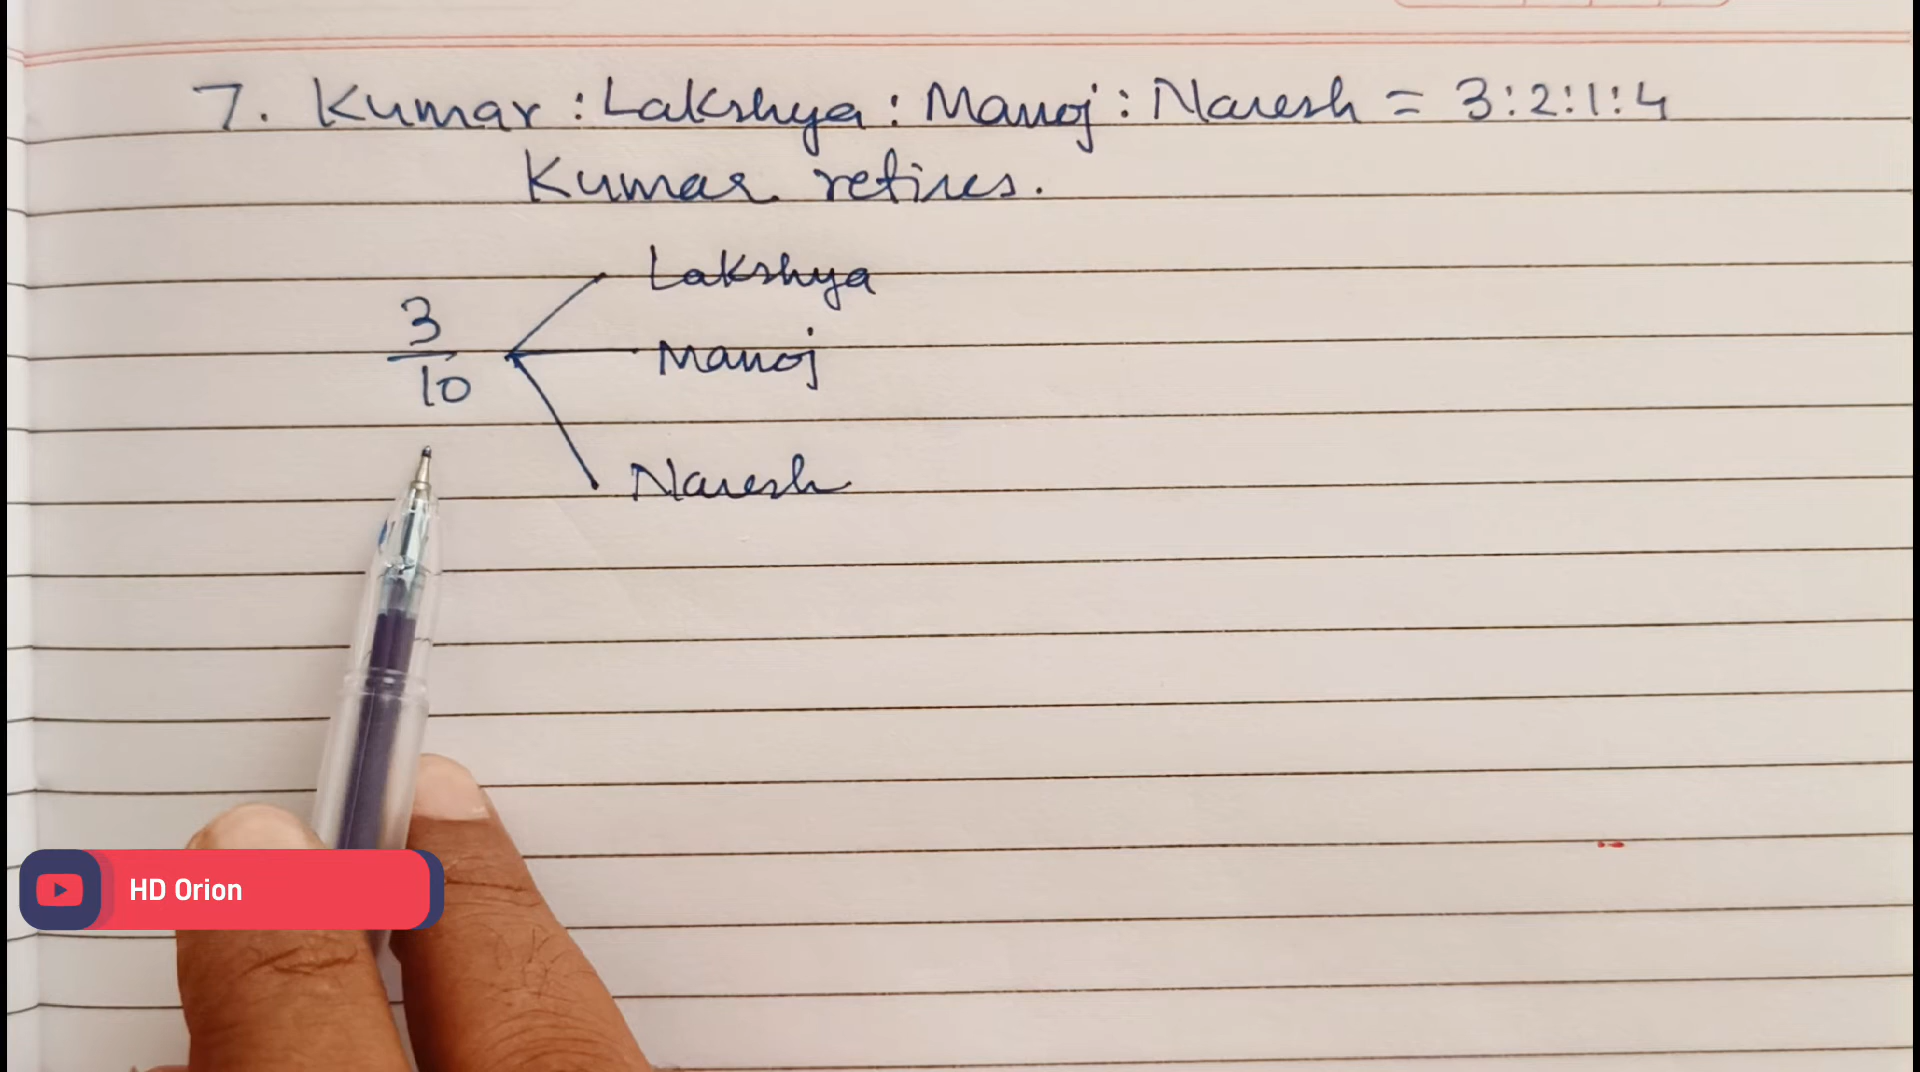 7. Kumar : Lakshya : Manoj : Naresh = 3:2:1:4
Kumar retires.
Lakshya
3
10
Manoj
Naresh
HD Orion